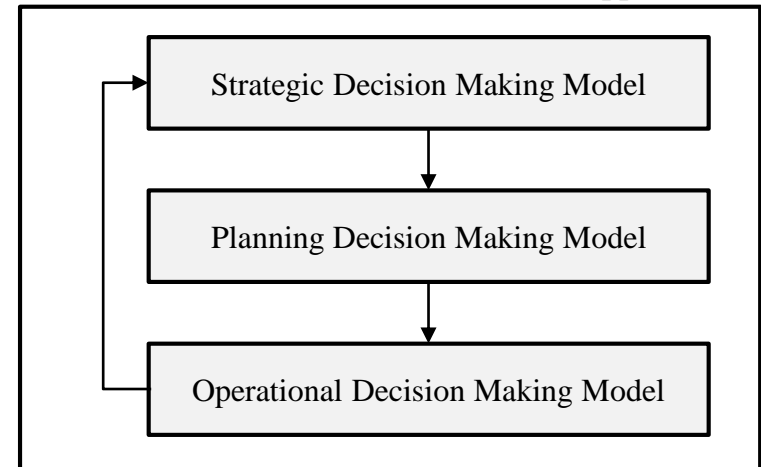 Strategic Decision Making Model
Planning Decision Making Model
Operational Decision Making Model